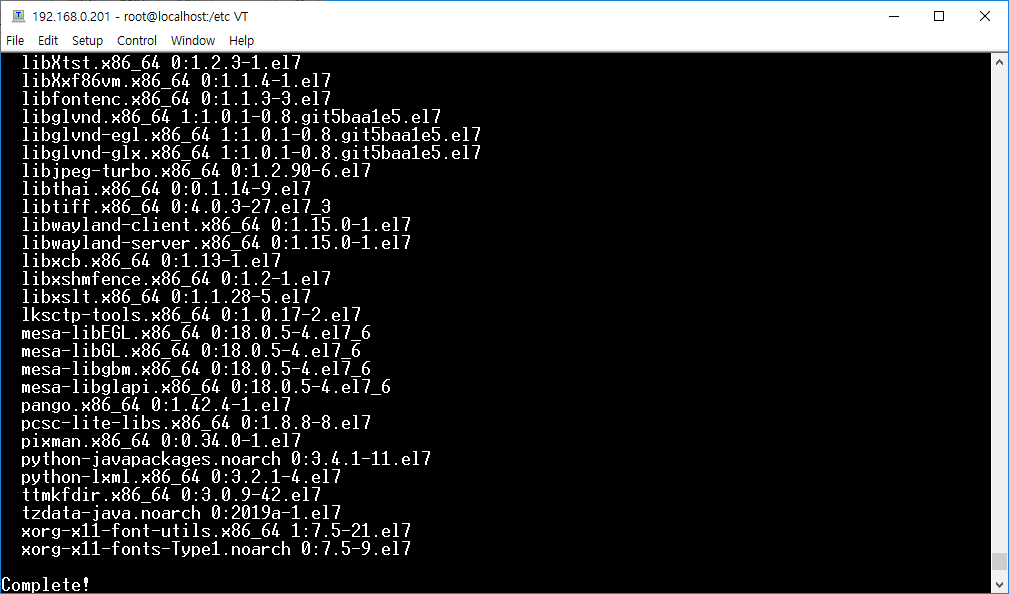 192.168.0.201 - root@localhost:/etc VT
File Edit Setup Control Window Help
libXtst.x86_64 0:1.2.3-1.el7
libXxf86vm.x86_64 0:1.1.4-1.el7
libfontenc.x86_64 0:1.1.3-3.el7
libglvnd.x86_64 1:1.0.1-0.8.git5baa1e5.el7
libglvnd-egl.x86_64 1:1.0.1-0.8.git5baa1e5.el7
libglvnd-glx.x86_64 1:1.0.1-0.8.git5baa1e5.el7
libjpeg-turbo.x86_64 0:1.2.90-6.el7
libthai.x86_64 0:0.1.14-9.el7
libtiff.x86_64 0:4.0.3-27.el7_3
libwayland-client.x86_64 0:1.15.0-1.el7
libwayland-server.x86_64 0:1.15.0-1.el7
libxcb.x86_64 0:1.13-1.el7
libxshmfence.x86_64 0:1.2-1.el7
libxslt.x86_64 0:1.1.28-5.el7
lksctp-tools.x86_64 0:1.0.17-2.el7
mesa-libEGL.x86_64 0:18.0.5-4.el7_6
mesa-libGL.x86_64 0:18.0.5-4.el7_6
mesa-libgbm.x86_64 0:18.0.5-4.el7_6
mesa-libglapi.x86_64 0:18.0.5-4.el7_6
pango.x86_64 0:1.42.4-1.el7
pcsc-lite-libs.x86_64 0:1.8.8-8.el7
pixman.x86_64 0:0.34.0-1.el7
python-javapackages.noarch 0:3.4.1-11.el7
python-lxml.x86_64 0:3.2.1-4.el7
ttmkfdir.x86_64 0:3.0.9-42.el7
tzdata-java.noarch 0:2019a-1.el7
xorg-x11-font-utils.x86_64 1:7.5-21.el7
xorg-x11-fonts-Type1.noarch 0:7.5-9.el7
Complete!